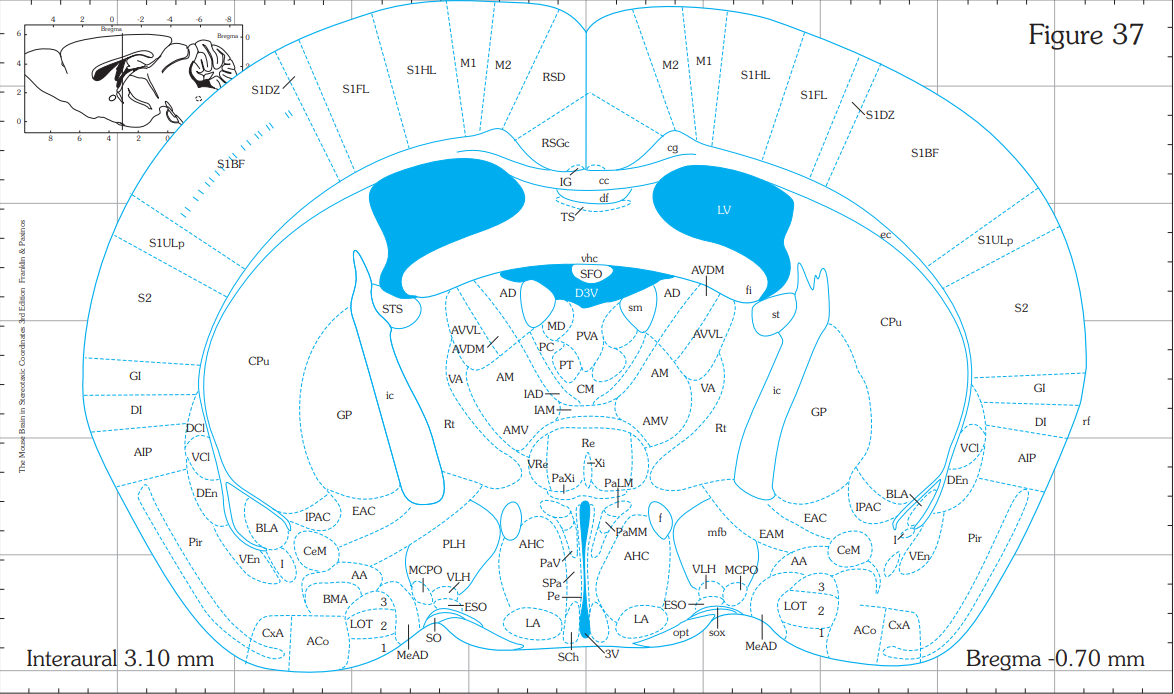 Figure 37
4 2 0 -2 -4 -6 -8
Bregma
Bregma 0
6
4
2
0
2
8 6 4 2 0
S1DZ S1FL S1HL M1 M2 RSD M2 M1 S1HL S1FL S1DZ
S1BF RSGc cg S1BF
IG cc
df
TS LV
S1ULp ec S1ULp
vhc
SFO AVDM
S2 STS AD D3V AD sm fi st S2
CPu
AVVL MD PVA AVVL
AVDM PC
CPu PT
GI VA AM CM AM VA GI
ic IAD ic
DI GP IAM GP DI rf
DCl Rt AMV AMV Rt
AIP VCl Re VCl AIP
VRe Xi
PaXi PaLM
DEn BLA DEn
IPAC EAC f EAC IPAC
BLA PaMM mfb EAM
Pir VEn I CeM PLH AHC AHC CeM I VEn Pir
PaV
AA MCPO VLH SPa VLH MCPO AA
BMA 3 ESO Pe ESO 3
LOT 2 LOT 2
CxA ACo 1 SO LA LA opt sox 1 ACo CxA
MeAD SCh 3V MeAD
Interaural 3.10 mm
Bregma -0.70 mm
The Mouse Brain in Stereotaxic Coordinates 3rd Edition Franklin & Paxinos